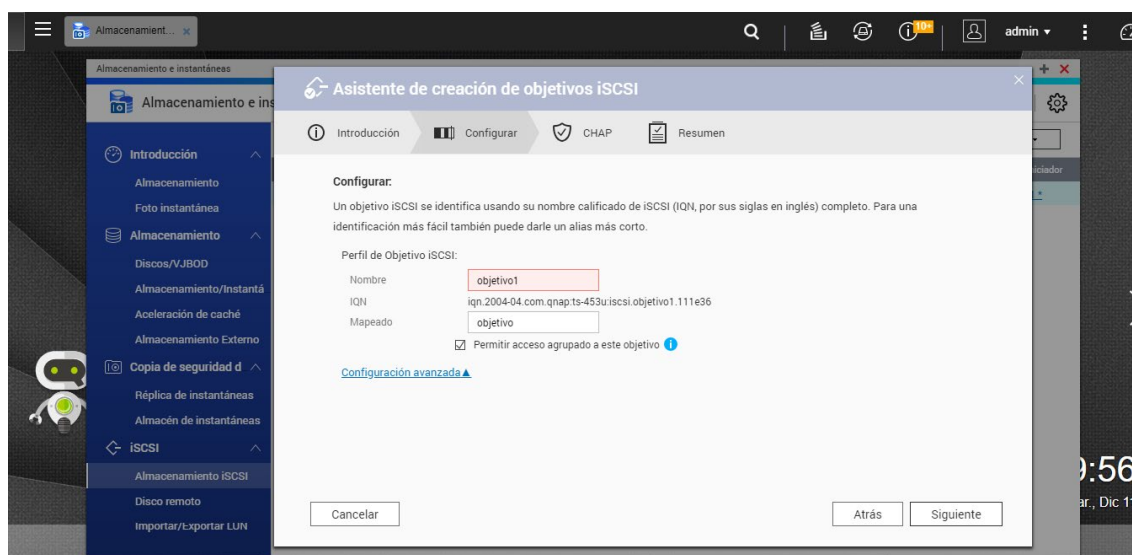 Almacenamient... x
10+
admin
Almacenamiento e instantáneas
Almacenamiento e ins
Introducción
Almacenamiento
Foto instantánea
Almacenamiento
Discos/VJBOD
Almacenamiento/Instantá
Aceleración de caché
Almacenamiento Externo
Copia de seguridad d
Réplica de instantáneas
Almacén de instantáneas
iSCSI
Almacenamiento iSCSI
Disco remoto
Importar/Exportar LUN
Asistente de creación de objetivos iSCSI
Introducción Configurar CHAP Resumen
Configurar:
Un objetivo iSCSI se identifica usando su nombre calificado de iSCSI (IQN, por sus siglas en inglés) completo. Para una
identificación más fácil también puede darle un alias más corto.
Perfil de Objetivo iSCSI:
Nombre objetivo1
IQN iqn.2004-04.com.qnap:ts-453u:iscsi.objetivo1.111e36
Mapeado objetivo
Permitir acceso agrupado a este objetivo
Configuración avanzada
Cancelar Atrás Siguiente
iniciador
:56
ar., Dic 1